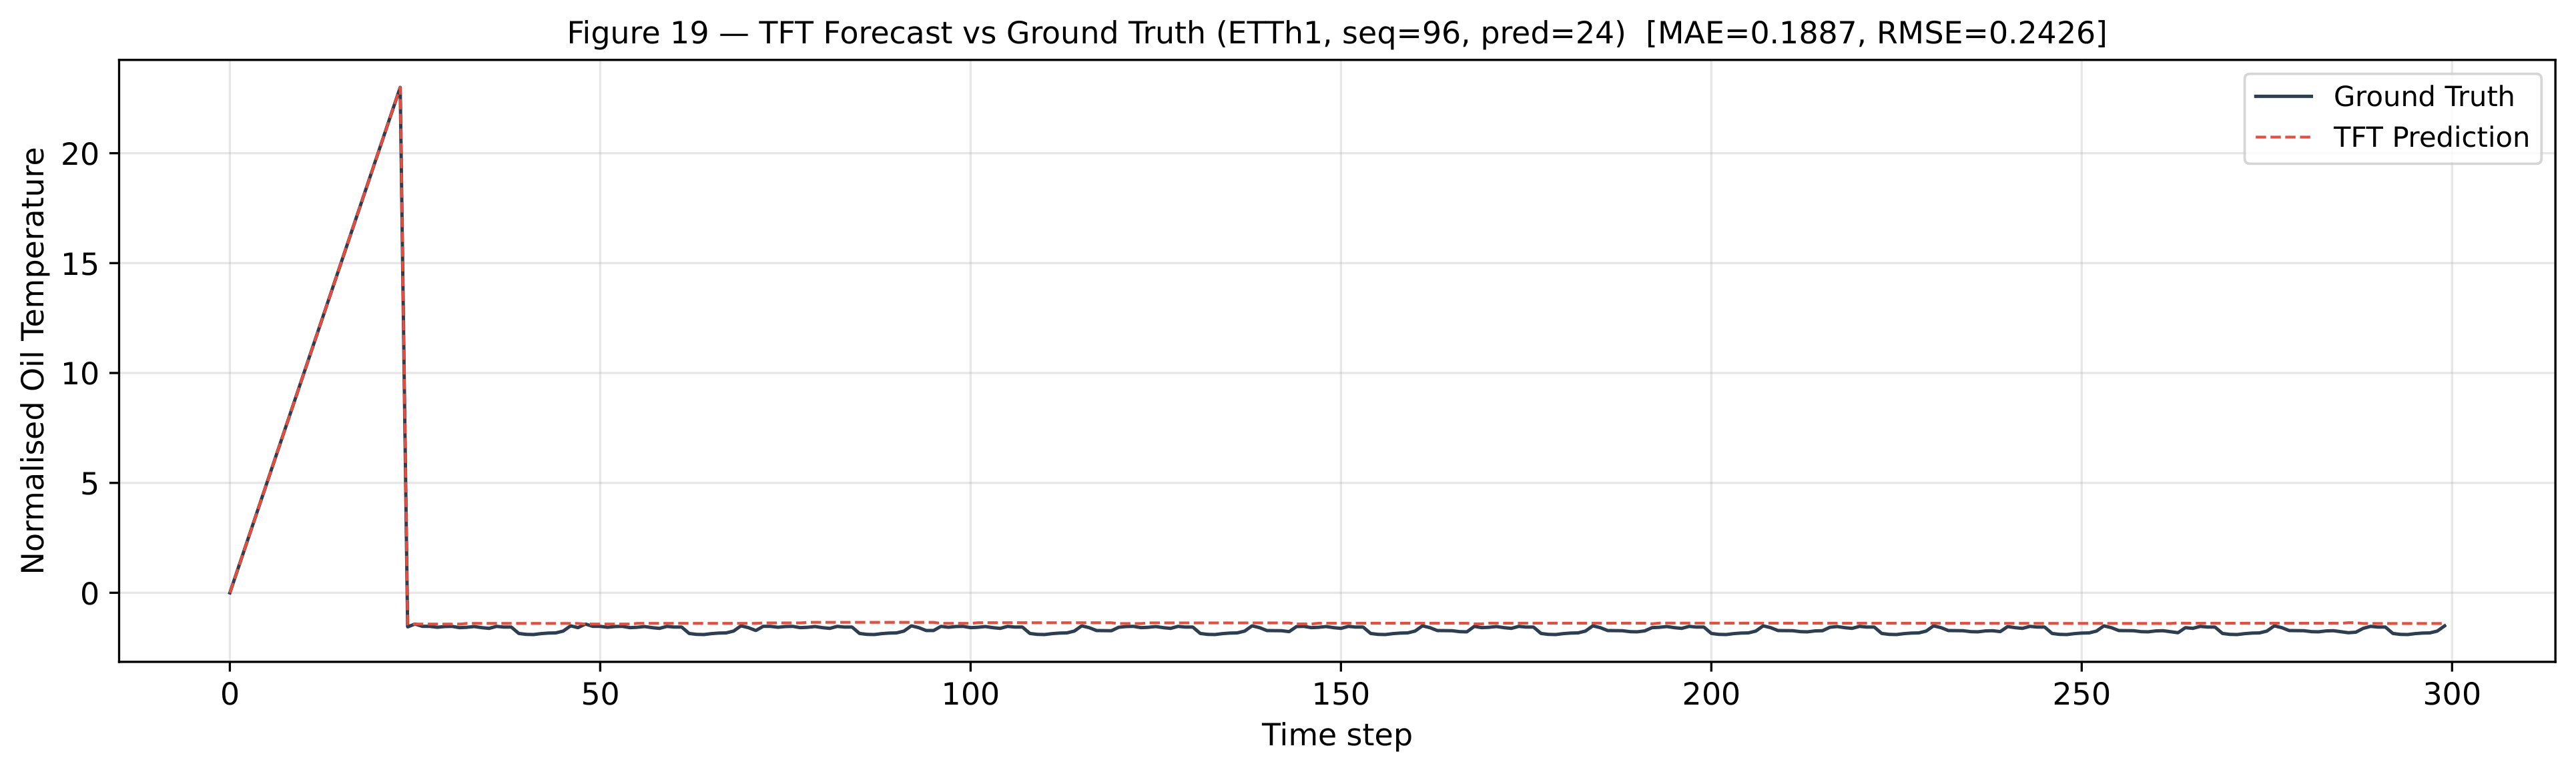 Figure 19 — TFT Forecast vs Ground Truth (ETTh1, seq=96, pred=24)  [MAE=0.1887, RMSE=0.2426]
Ground Truth
TFT Prediction
Normalised Oil Temperature
20
15
10
5
0
0 50 100 150 200 250 300
Time step